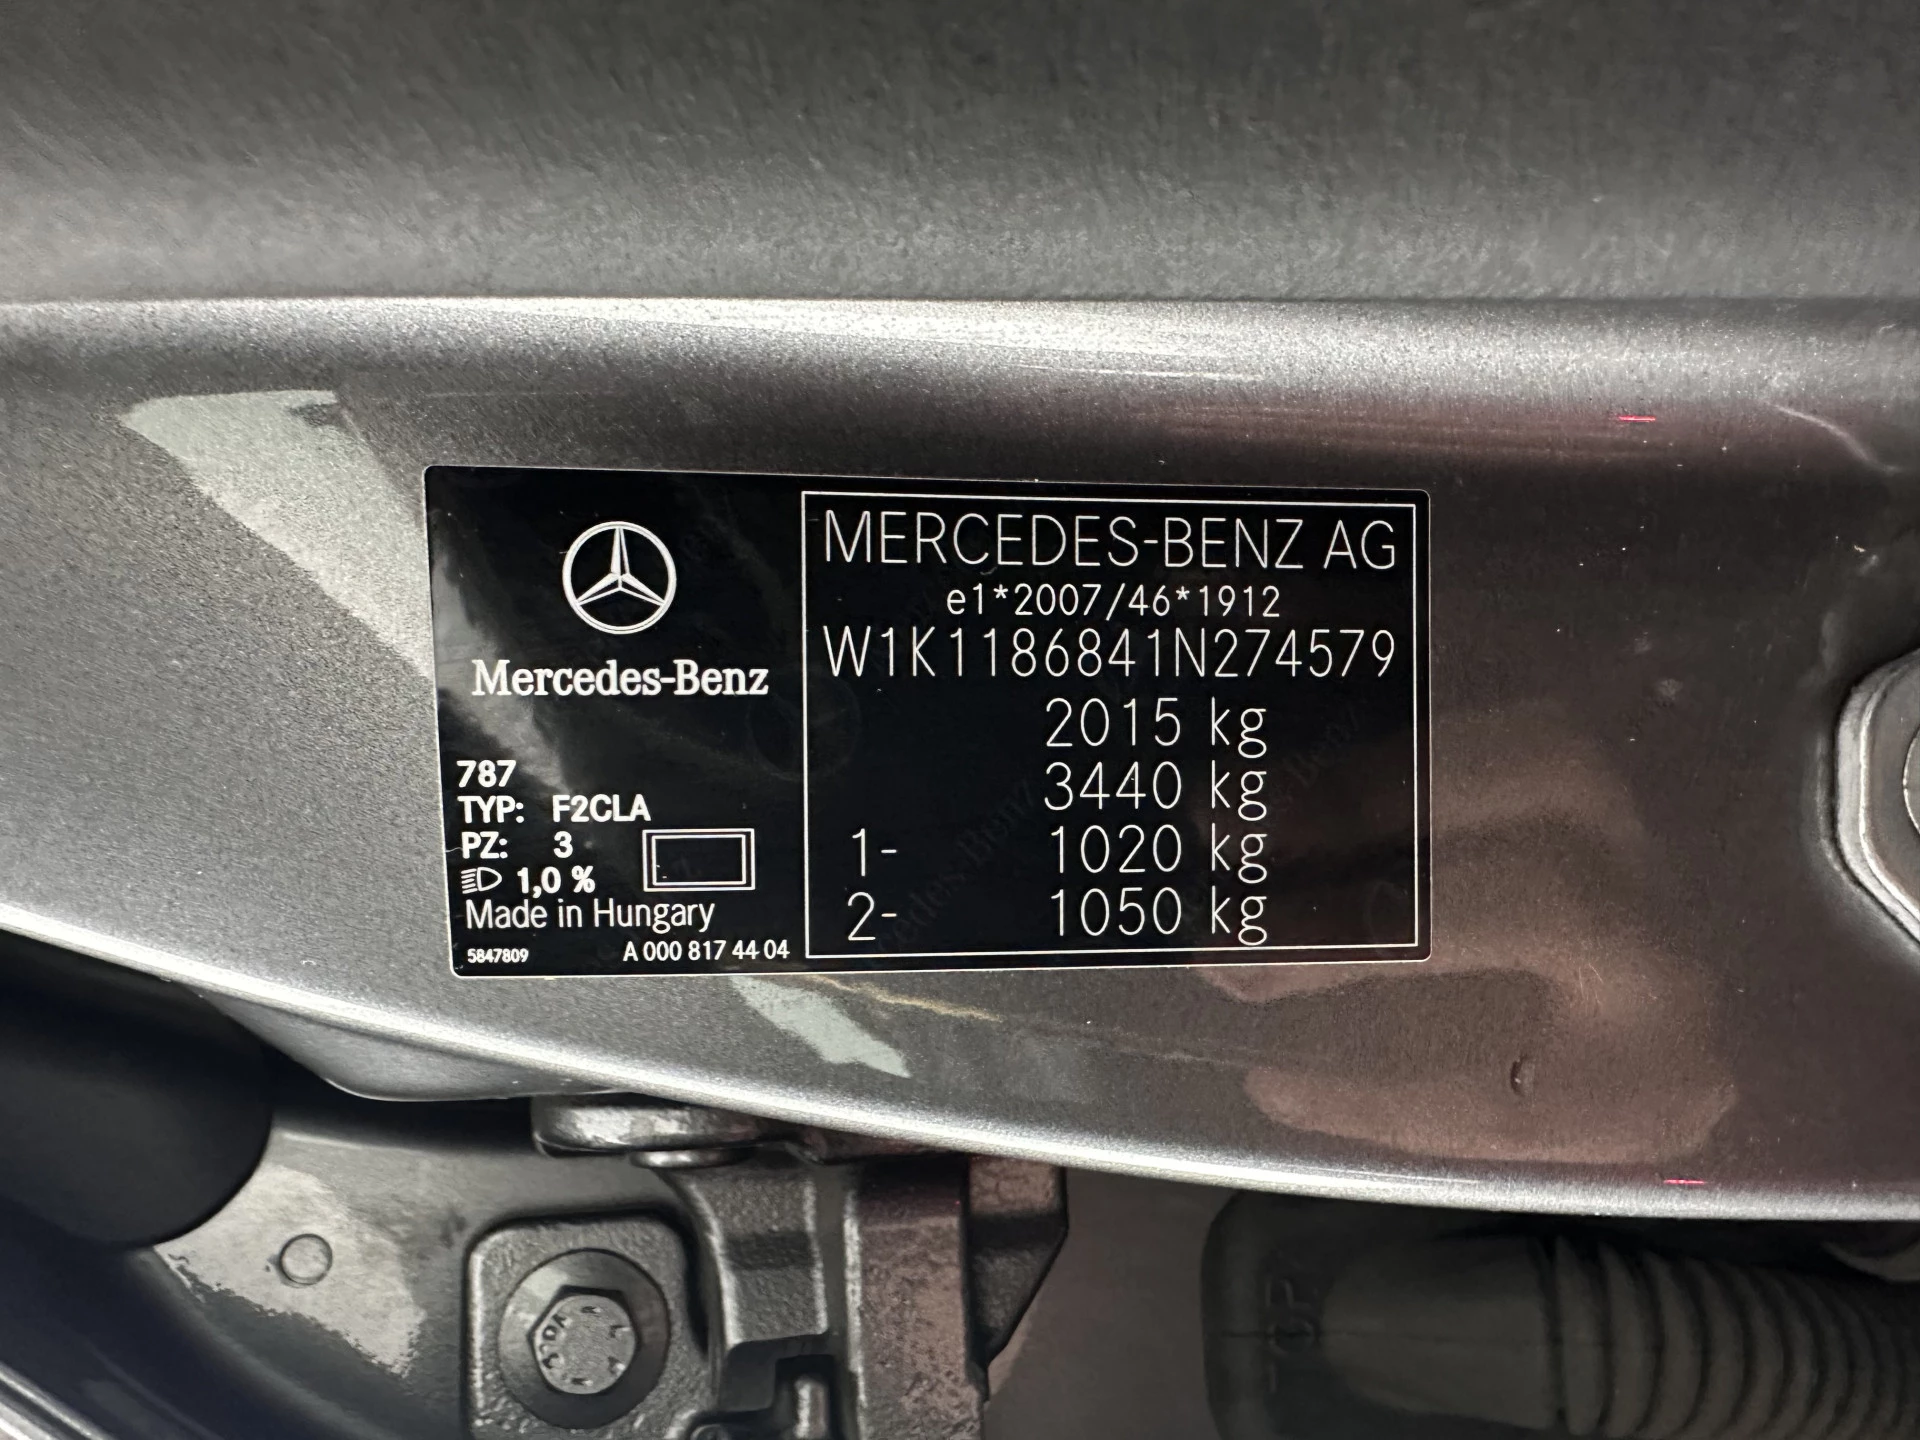 Mercedes-Benz
787
TYP: F2CLA
PZ: 3
1,0 %
Made in Hungary
5847809 A 000 817 44 04
MERCEDES-BENZ AG
e1*2007/46*1912
W1K1186841N274579
2015 kg
3440 kg
1- 1020 kg
2- 1050 kg